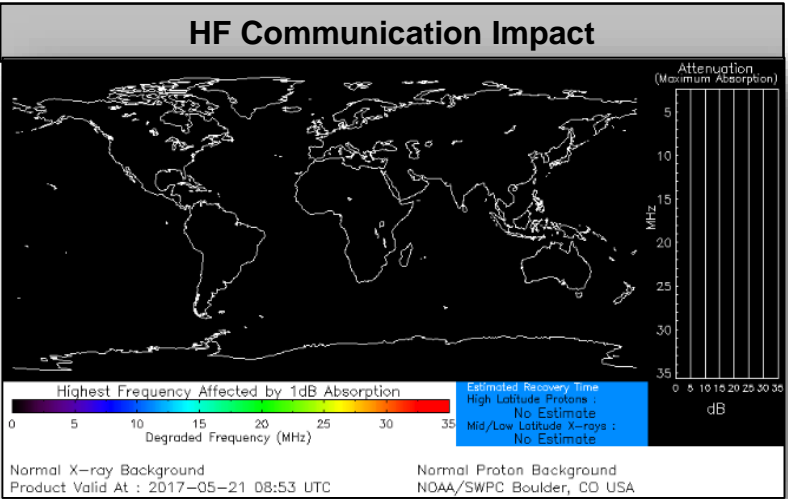 HF Communication Impact
Attenuation
(Maximum Absorption)
5
10
15
20
25
30
35
MHz
0 5 10 15 20 25 30 35
dB
Highest Frequency Affected by 1dB Absorption
0 5 10 15 20 25 30 35
Degraded Frequency (MHz)
Estimated Recovery Time
High Latitude Protons :
No Estimate
Mid/Low Latitude X-rays :
No Estimate
Normal X-ray Background
Product Valid At : 2017-05-21 08:53 UTC
Normal Proton Background
NOAA/SWPC Boulder, CO USA